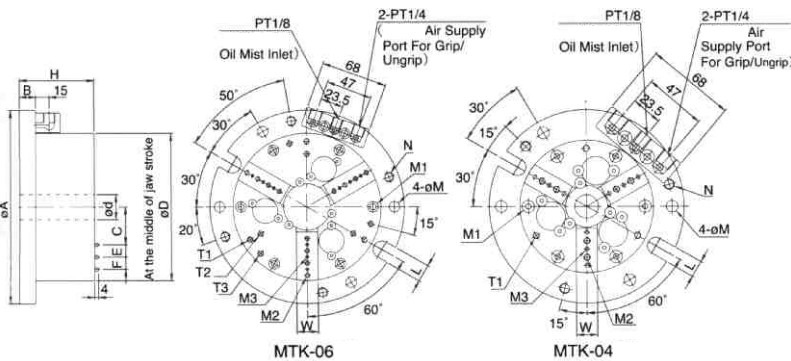 H
B
15
øA
ød
C
E
F
4
øD
At the middle of jaw stroke
PT1/8
Oil Mist Inlet)
2-PT1/4
( Air Supply
Port For Grip/
Ungrip)
68
47
23.5
50°
30°
30°
20°
N
M1
4-øM
15°
T1
T2
T3
M3
M2
W
L
60°
MTK-06
PT1/8
Oil Mist Inlet)
2-PT1/4
Air
Supply Port
For Grip/Ungrip)
68
47
23.5
30°
15°
30°
N
4-øM
M1
T1
M3
M2
15°
W
L
60°
MTK-04